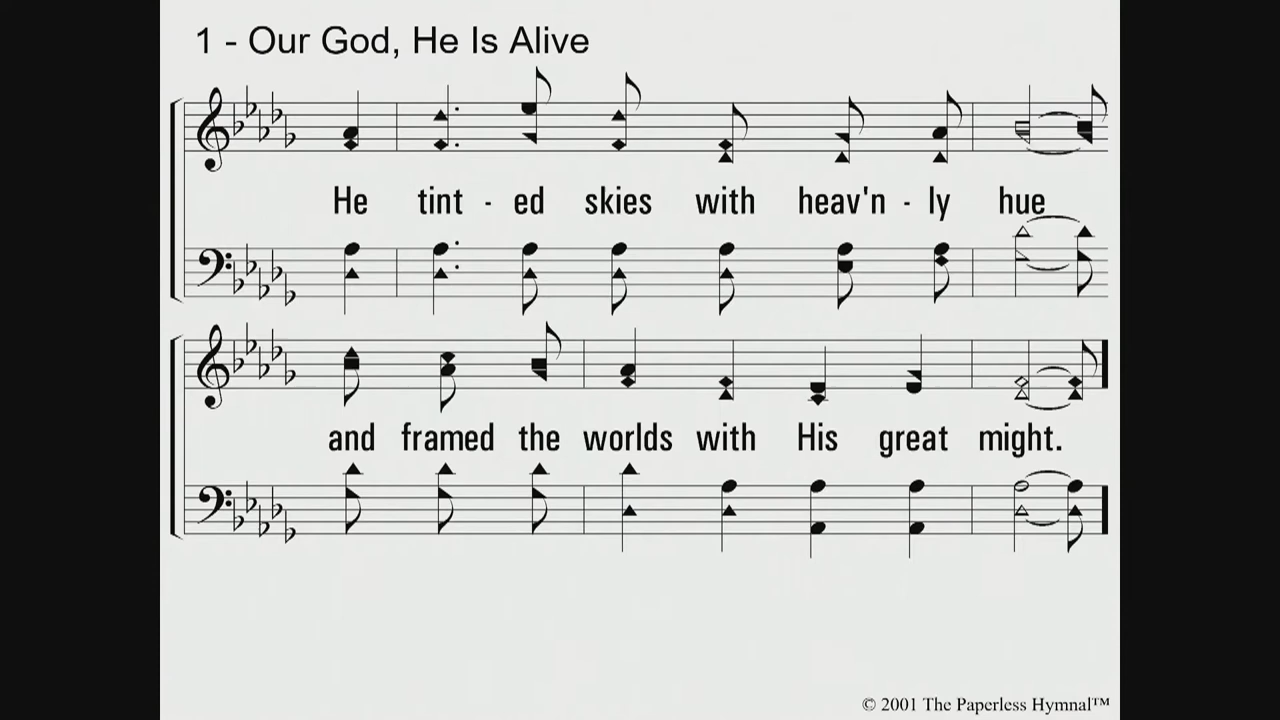 1 - Our God, He Is Alive
He tint - ed skies with heav'n - ly hue
and framed the worlds with His great might.
© 2001 The Paperless Hymnal™